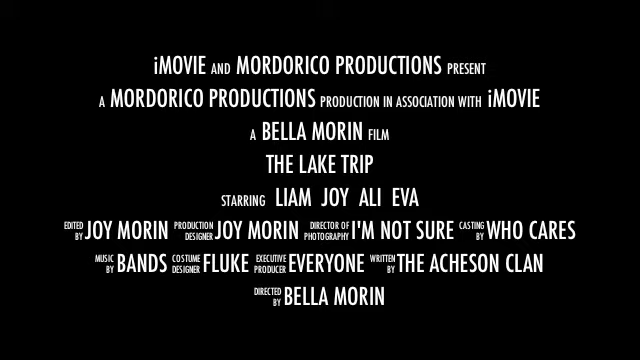 iMOVIE AND MORDORICO PRODUCTIONS PRESENT
A MORDORICO PRODUCTIONS PRODUCTION IN ASSOCIATION WITH iMOVIE
A BELLA MORIN FILM
THE LAKE TRIP
STARRING LIAM JOY ALI EVA
EDITED BY JOY MORIN PRODUCTION DESIGNER JOY MORIN DIRECTOR OF PHOTOGRAPHY I'M NOT SURE CASTING BY WHO CARES
MUSIC BY BANDS COSTUME DESIGNER FLUKE EXECUTIVE PRODUCER EVERYONE WRITTEN BY THE ACHESON CLAN
DIRECTED BY BELLA MORIN